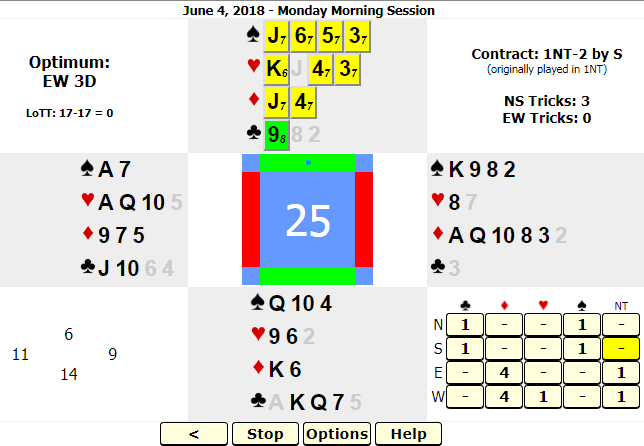 June 4, 2018 - Monday Morning Session
Optimum:
EW 3D
LoTT: 17-17 = 0
♠ J7 67 57 37
♥ K6 J 47 37
♦ J7 47
♣ 98 8 2
Contract: 1NT-2 by S
(originally played in 1NT)
NS Tricks: 3
EW Tricks: 0
♠ A 7
♥ A Q 10 5
♦ 9 7 5
♣ J 10 6 4
25
♠ K 9 8 2
♥ 8 7
♦ A Q 10 8 3 2
♣ 3
6
11 9
14
♠ Q 10 4
♥ 9 6 2
♦ K 6
♣ A K Q 7 5
♣ ♦ ♥ ♠ NT
N 1 - - 1 -
S 1 - - 1 -
E - 4 - - 1
W - 4 1 - 1
< Stop Options Help